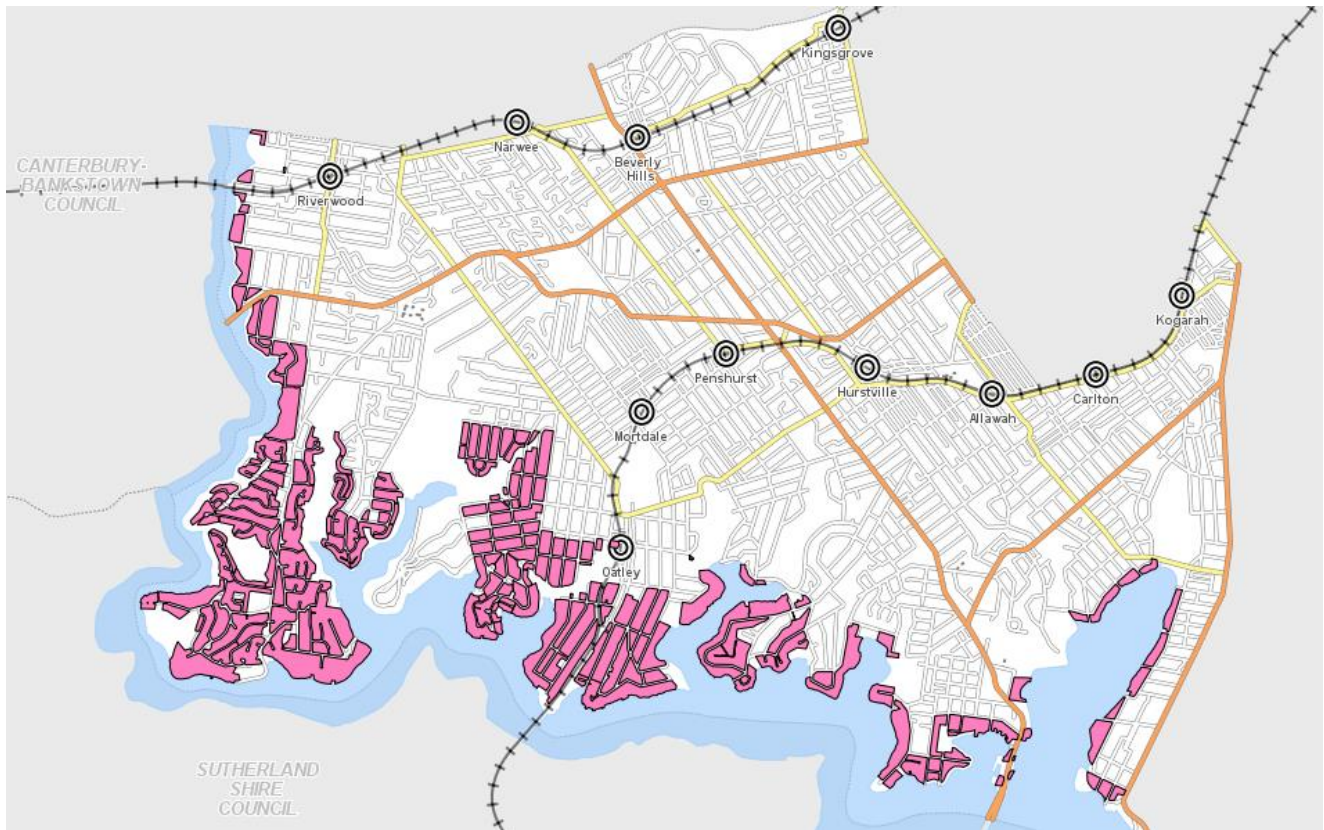 Kingsgrove
Narwee
Beverly
Hills
CANTERBURY-
BANKSTOWN
COUNCIL
Riverwood
Kogarah
Penshurst
Hurstville
Carlton
Allawah
Mortdale
Oatley
SUTHERLAND
SHIRE
COUNCIL